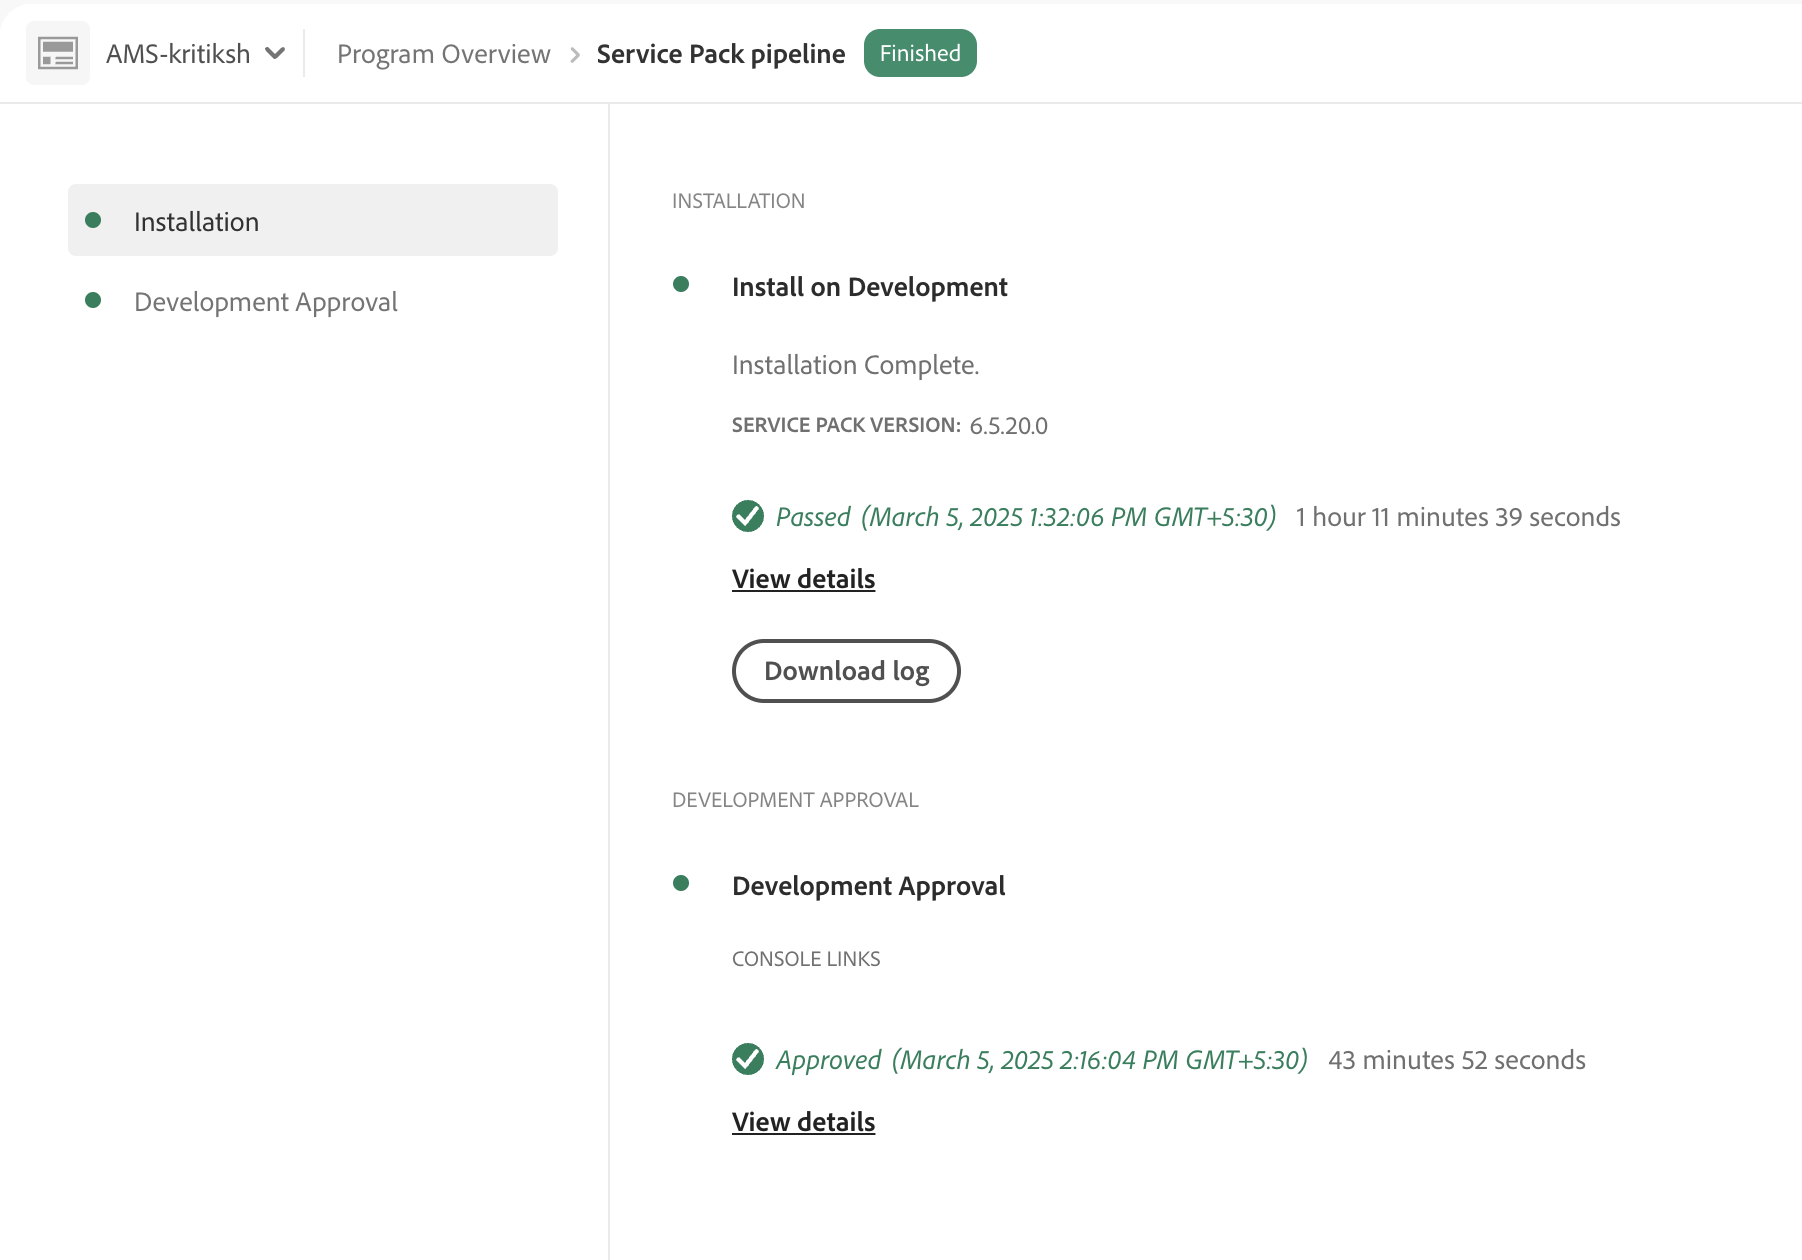 AMS-kritiksh
Program Overview > Service Pack pipeline Finished
Installation
Development Approval
INSTALLATION
Install on Development
Installation Complete.
SERVICE PACK VERSION: 6.5.20.0
Passed (March 5, 2025 1:32:06 PM GMT+5:30) 1 hour 11 minutes 39 seconds
View details
Download log
DEVELOPMENT APPROVAL
Development Approval
CONSOLE LINKS
Approved (March 5, 2025 2:16:04 PM GMT+5:30) 43 minutes 52 seconds
View details